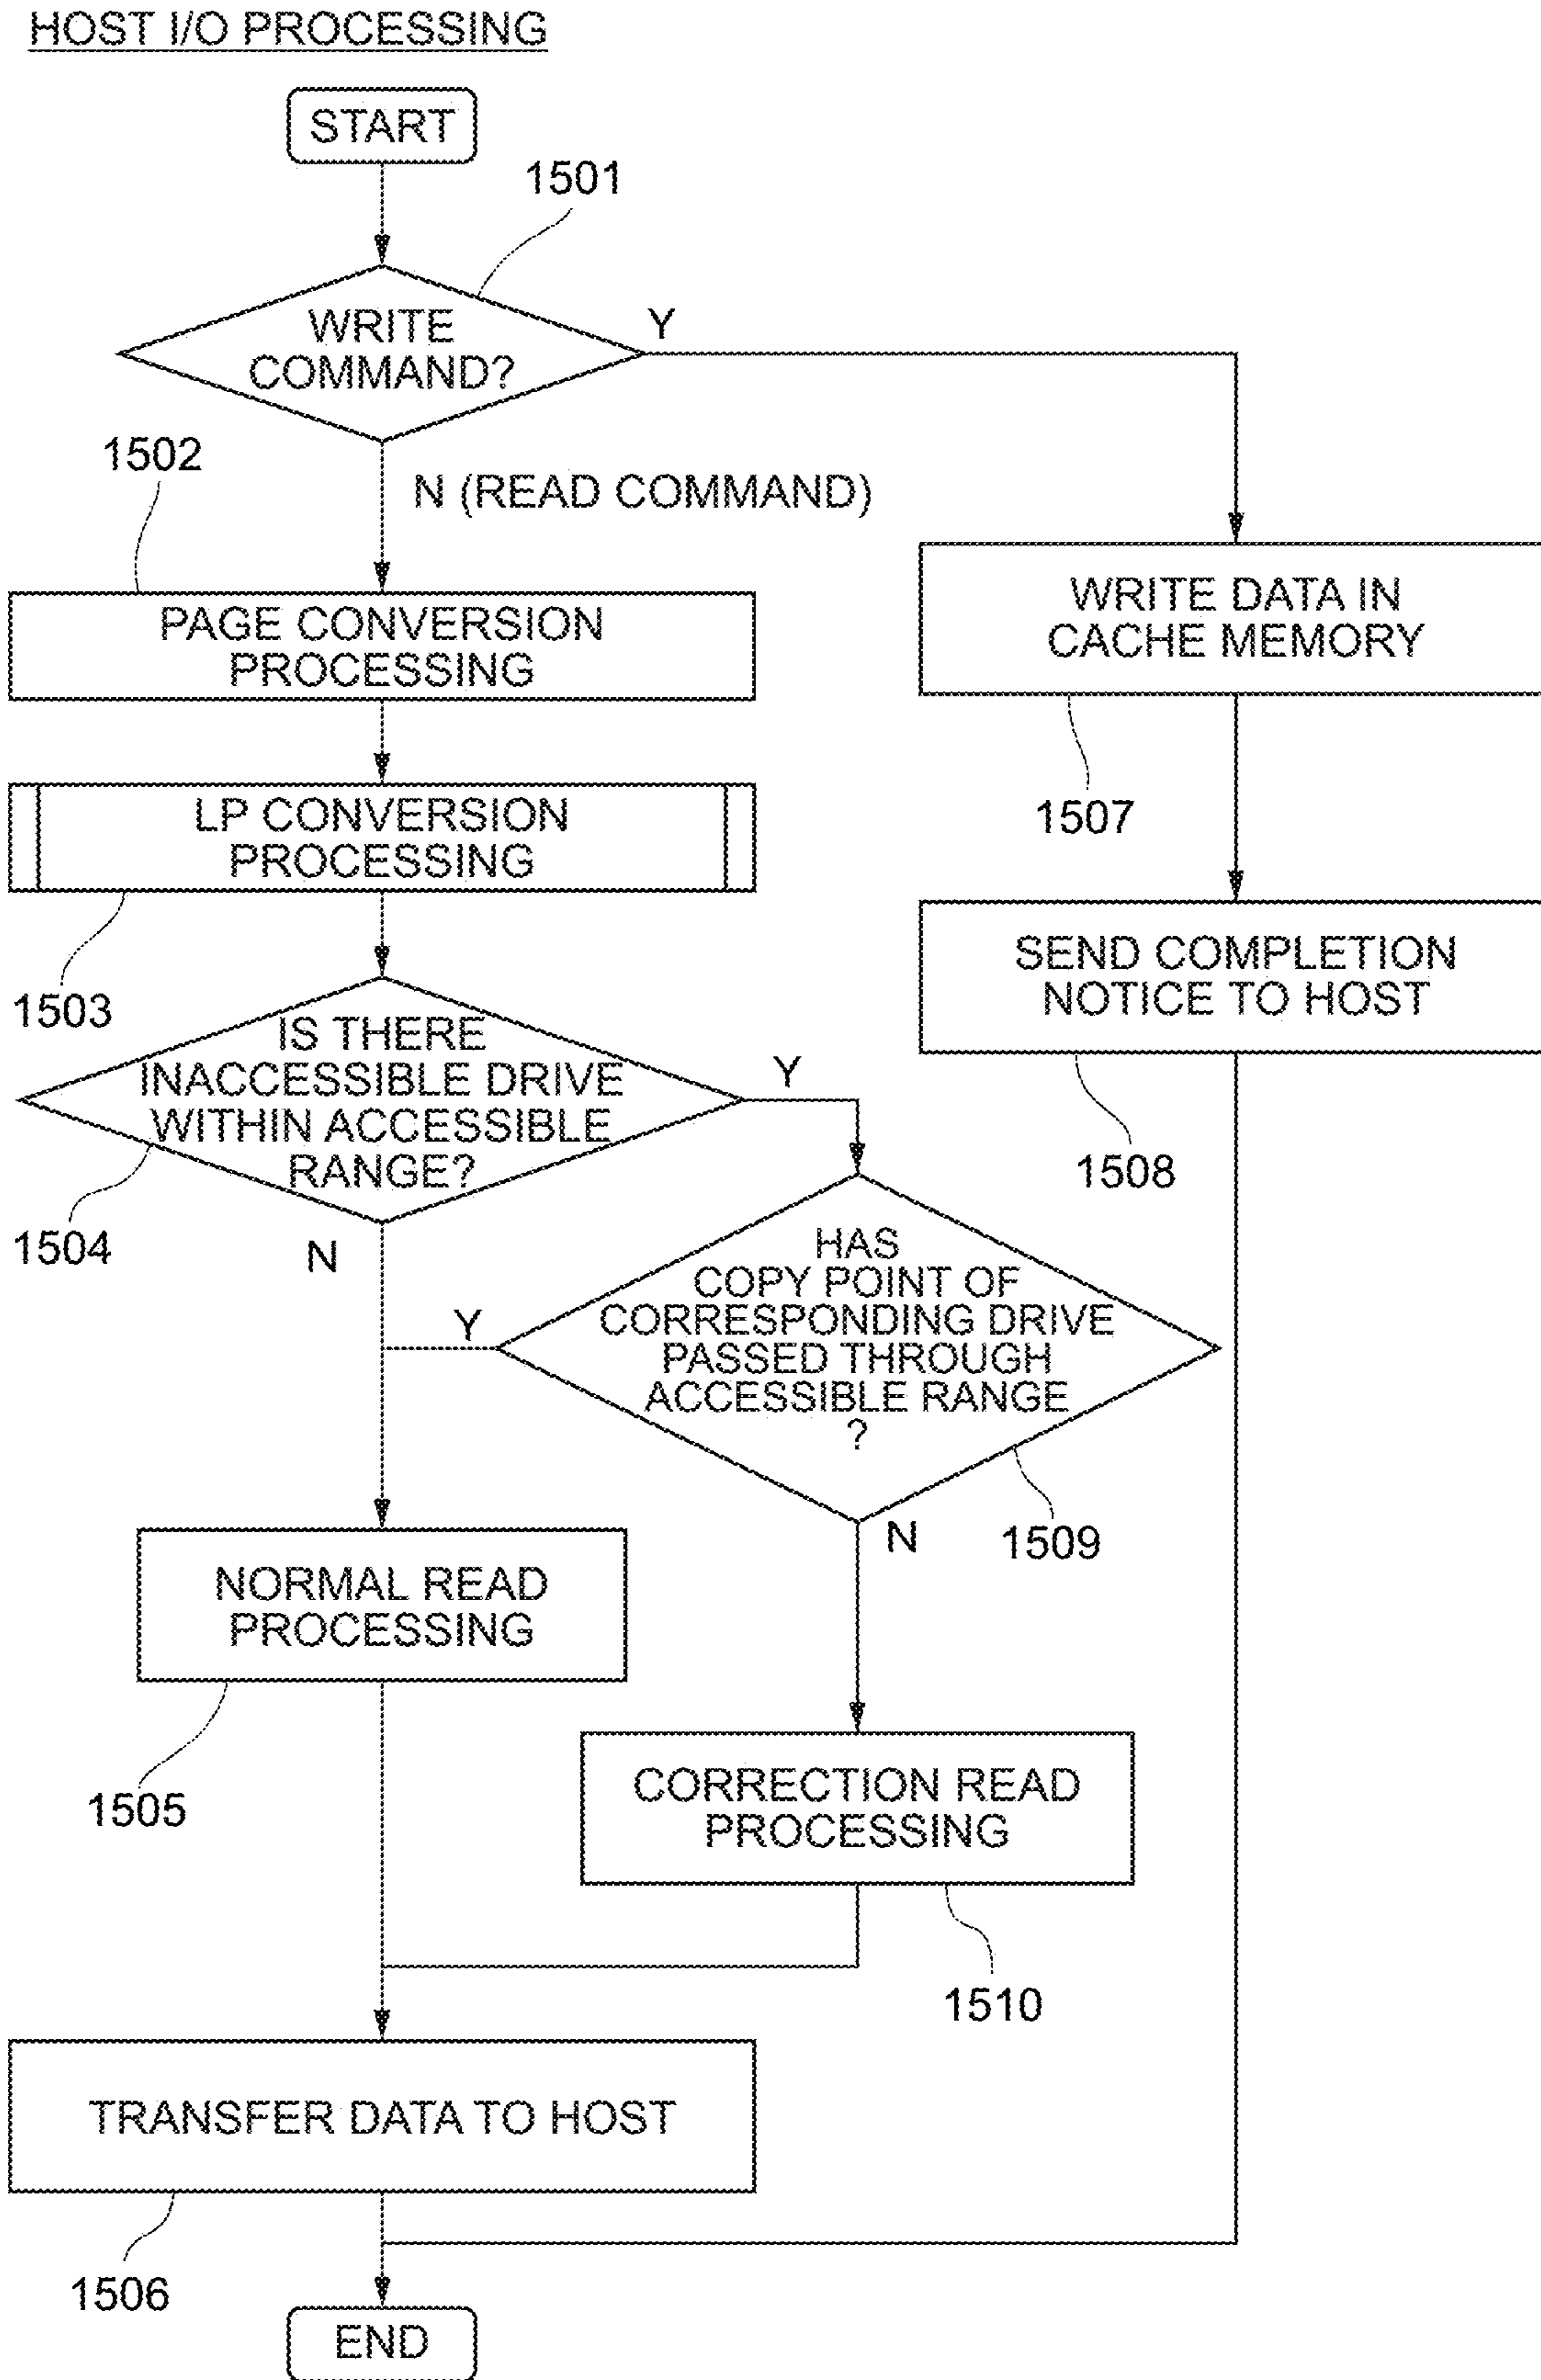 HOST I/O PROCESSING
START
1501
WRITE
COMMAND?
Y
1502
N (READ COMMAND)
PAGE CONVERSION
PROCESSING
WRITE DATA IN
CACHE MEMORY
1507
LP CONVERSION
PROCESSING
1503
SEND COMPLETION
NOTICE TO HOST
1508
IS THERE
INACCESSIBLE DRIVE
WITHIN ACCESSIBLE
RANGE?
Y
1504
N
HAS
COPY POINT OF
CORRESPONDING DRIVE
PASSED THROUGH
ACCESSIBLE RANGE
?
Y
N
1509
NORMAL READ
PROCESSING
1505
CORRECTION READ
PROCESSING
1510
TRANSFER DATA TO HOST
1506
END